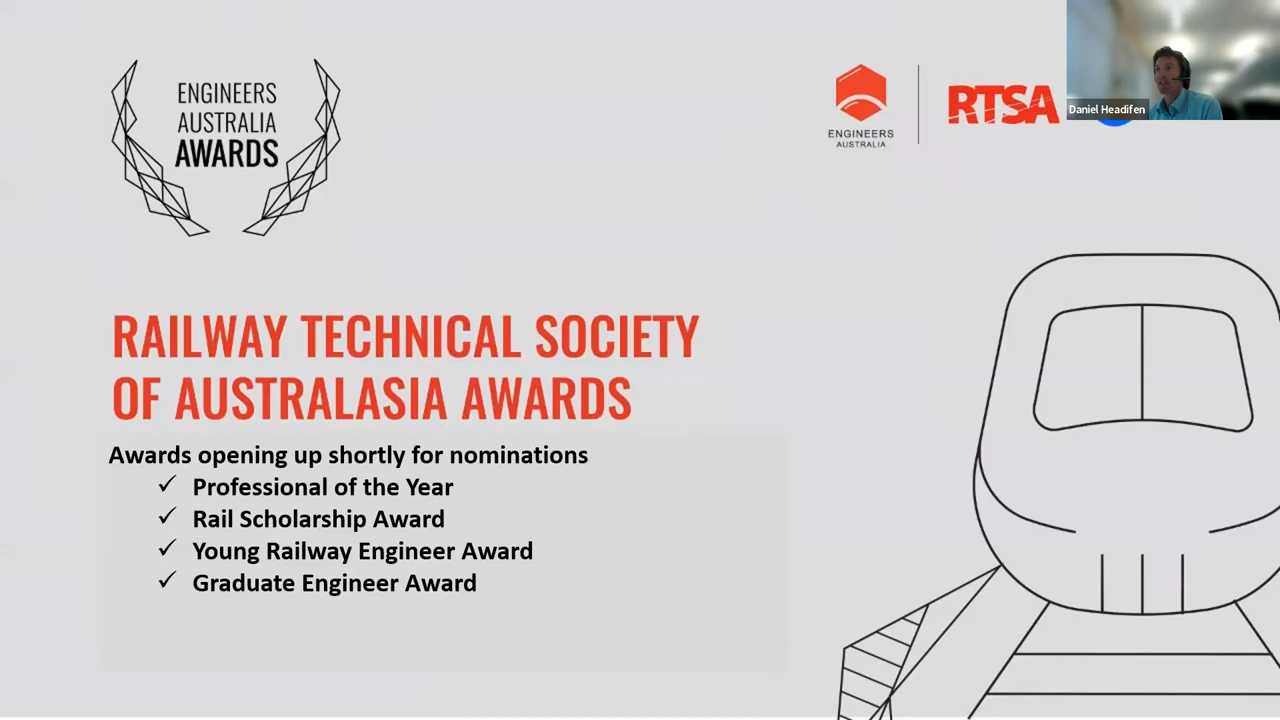 ENGINEERS
AUSTRALIA
AWARDS
ENGINEERS
AUSTRALIA
RTSA
Daniel Headifen
RAILWAY TECHNICAL SOCIETY
OF AUSTRALASIA AWARDS
Awards opening up shortly for nominations
✓ Professional of the Year
✓ Rail Scholarship Award
✓ Young Railway Engineer Award
✓ Graduate Engineer Award